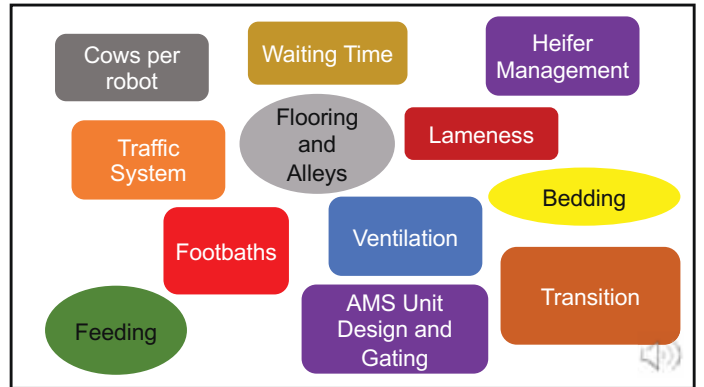 Cows per
robot
Waiting Time
Heifer
Management
Traffic
System
Flooring
and
Alleys
Lameness
Bedding
Footbaths
Ventilation
Transition
Feeding
AMS Unit
Design and
Gating